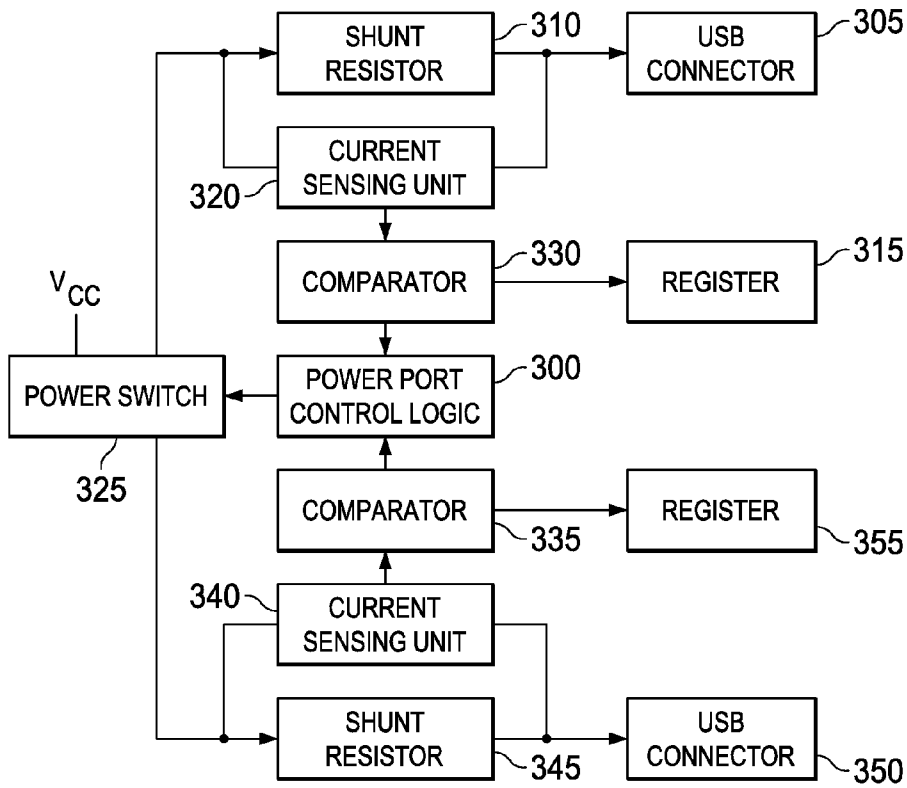 SHUNT
RESISTOR
310
USB
CONNECTOR
305
CURRENT
SENSING UNIT
320
COMPARATOR
330
REGISTER
315
VCC
POWER SWITCH
325
POWER PORT
CONTROL LOGIC
300
COMPARATOR
335
REGISTER
355
340
CURRENT
SENSING UNIT
SHUNT
RESISTOR
345
USB
CONNECTOR
350